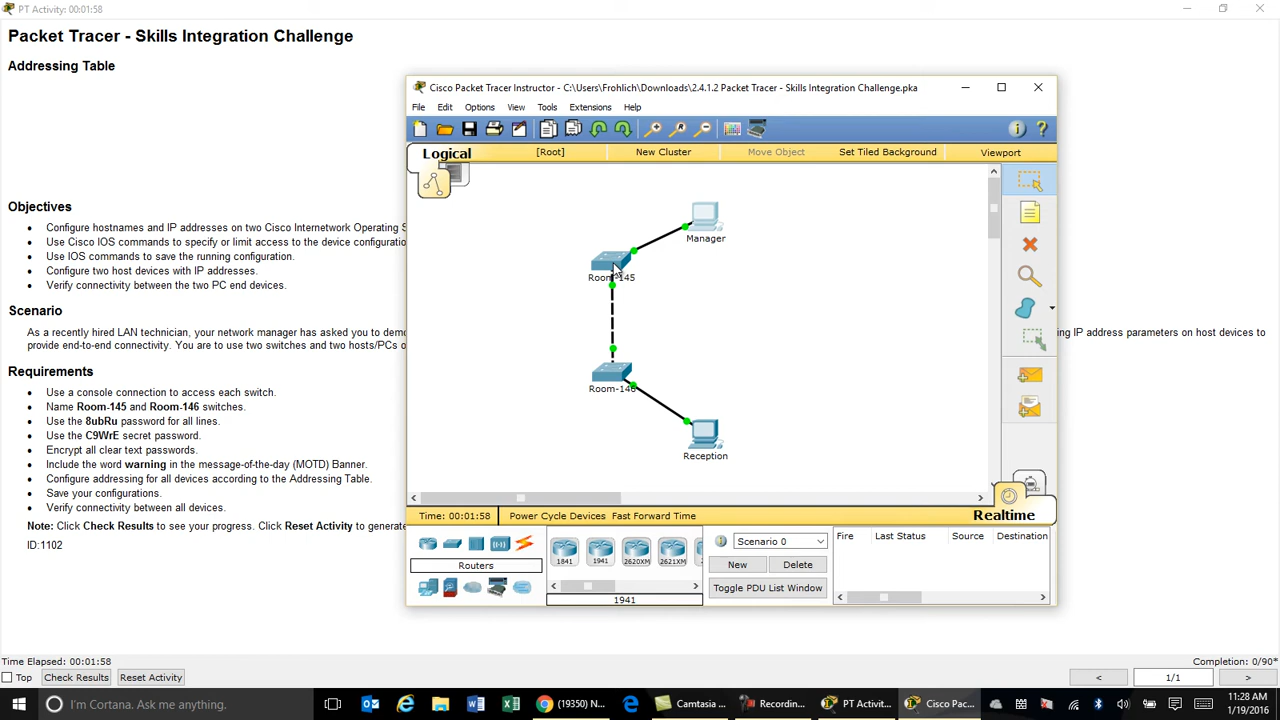 PT Activity: 00:01:58
Packet Tracer - Skills Integration Challenge
Addressing Table
Objectives
Configure hostnames and IP addresses on two Cisco Internetwork Operating S
Use Cisco IOS commands to specify or limit access to the device configuratio
Use IOS commands to save the running configuration.
Configure two host devices with IP addresses.
Verify connectivity between the two PC end devices.
Scenario
As a recently hired LAN technician, your network manager has asked you to demo
ing IP address parameters on host devices to
provide end-to-end connectivity. You are to use two switches and two hosts/PCs o
Requirements
Use a console connection to access each switch.
Name Room-145 and Room-146 switches.
Use the 8ubRu password for all lines.
Use the C9WrE secret password.
Encrypt all clear text passwords.
Include the word warning in the message-of-the-day (MOTD) Banner.
Configure addressing for all devices according to the Addressing Table.
Save your configurations.
Verify connectivity between all devices.
Note: Click Check Results to see your progress. Click Reset Activity to generate
ID:1102
Cisco Packet Tracer Instructor - C:\Users\Frohlich\Downloads\2.4.1.2 Packet Tracer - Skills Integration Challenge.pka
File Edit Options View Tools Extensions Help
Logical [Root] New Cluster Move Object Set Tiled Background Viewport
Manager
Room-145
Room-146
Reception
Time: 00:01:58 Power Cycle Devices Fast Forward Time Realtime
Routers
1841 1941 2620XM 2621XM
1941
Scenario 0
New Delete
Toggle PDU List Window
Fire Last Status Source Destination
Time Elapsed: 00:01:58 Completion: 0/90*
Top Check Results Reset Activity < 1/1 >
I'm Cortana. Ask me anything.
(19350) N... Camtasia ... Recordin... PT Activit... Cisco Pac...
11:28 AM
1/19/2016